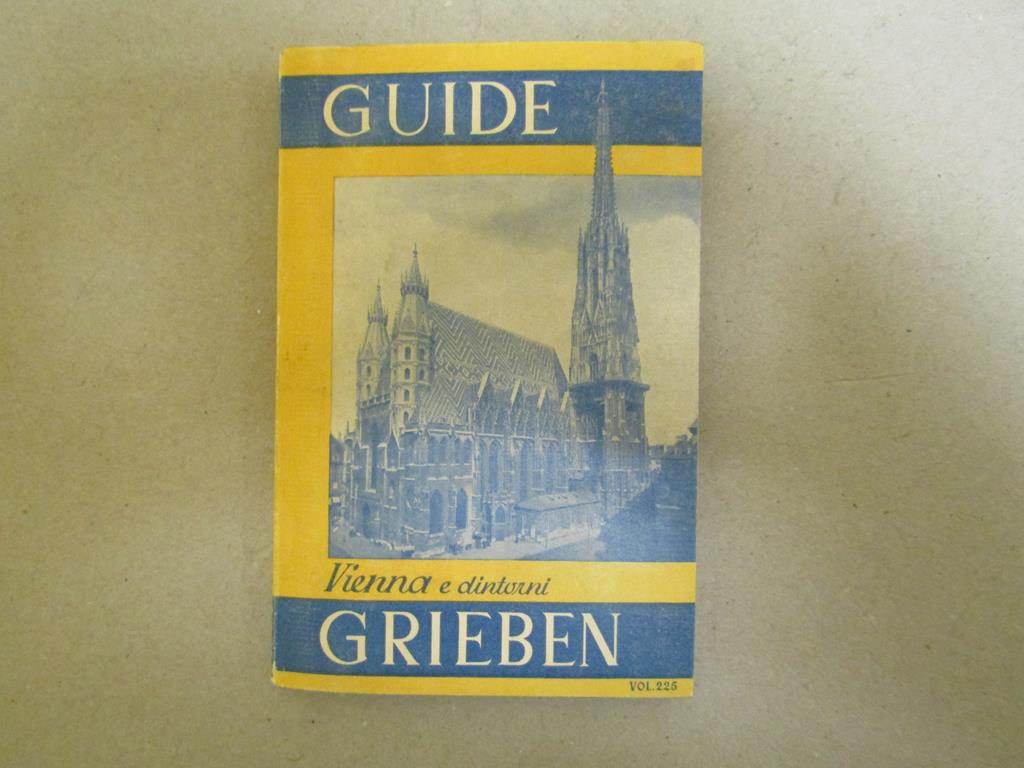 GUIDE
Vienna e dintorni
GRIEBEN
VOL.225